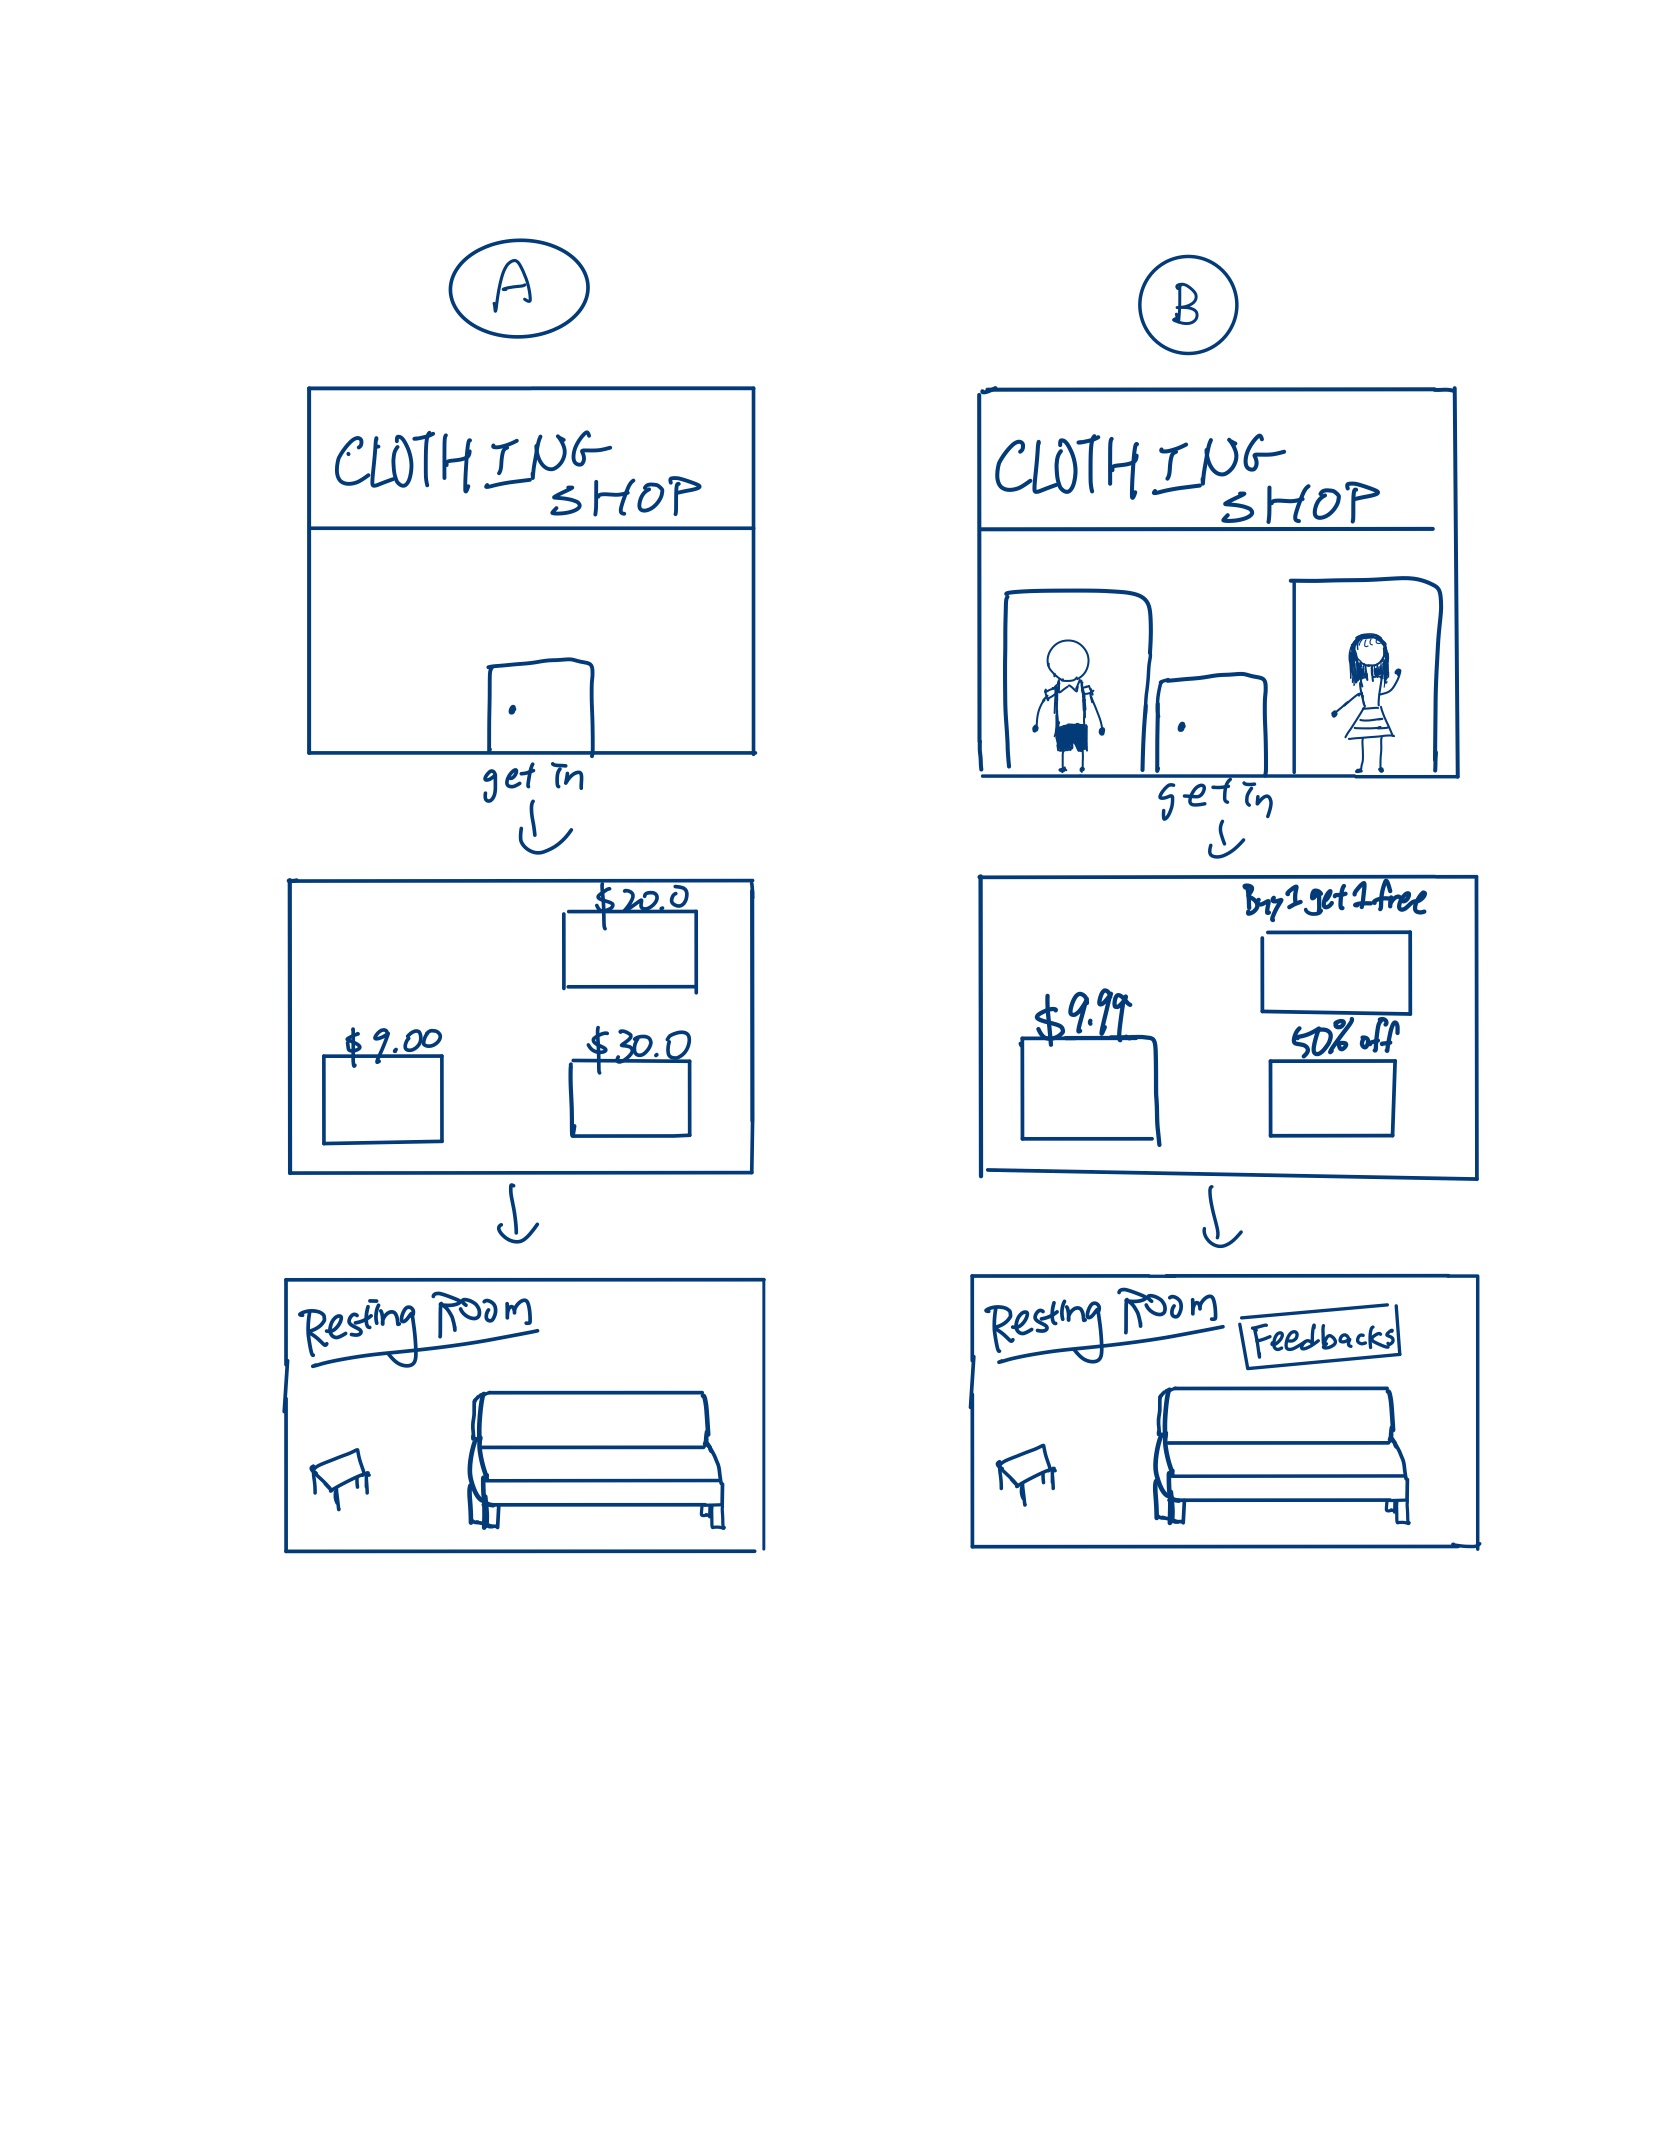 A
CLOTHING
SHOP
get in
$20.0
$9.00
$30.0
Resting Room
B
CLOTHING
SHOP
get in
Buy 1 get 1 free
$9.99
50% off
Resting Room
Feedbacks